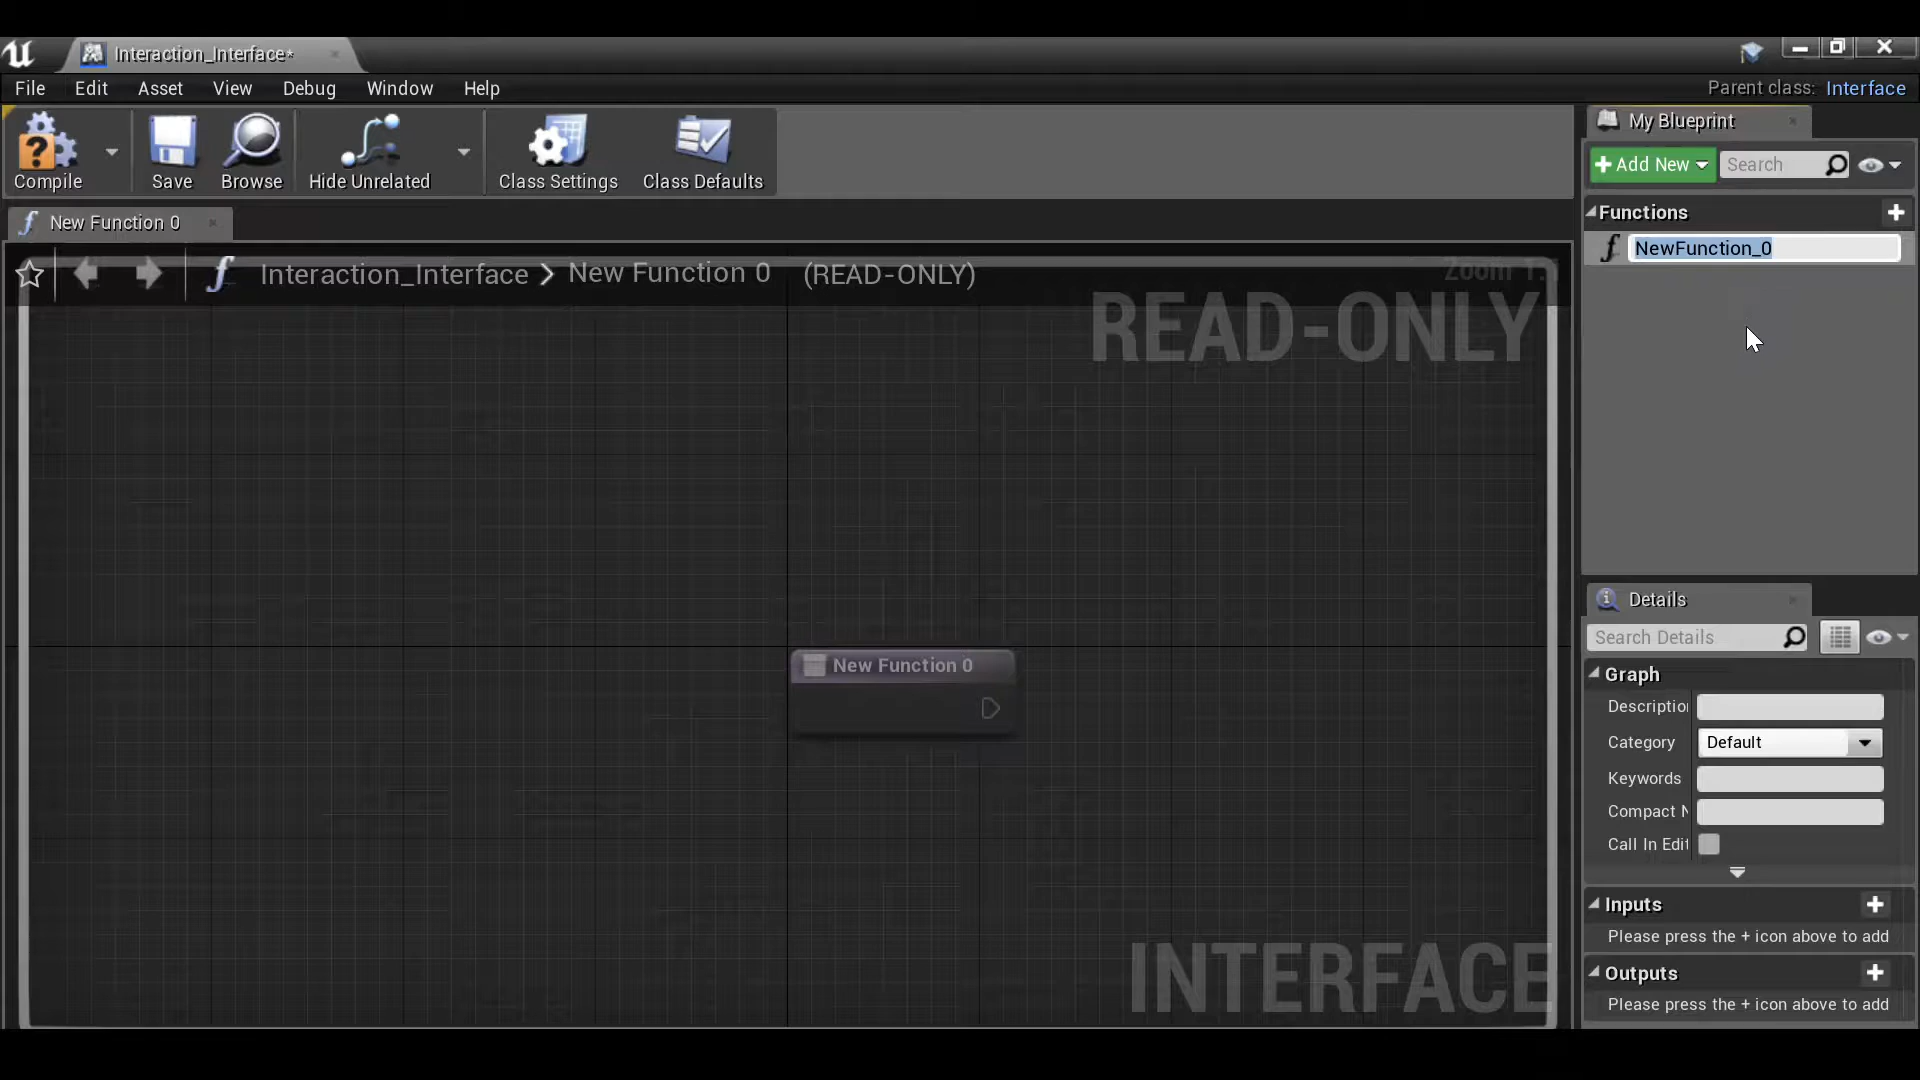 Interaction_Interface*
File Edit Asset View Debug Window Help
Parent class: Interface
Compile Save Browse Hide Unrelated Class Settings Class Defaults
My Blueprint
Add New Search
Functions
NewFunction_0
New Function 0
Interaction_Interface > New Function 0 (READ-ONLY)
READ-ONLY
New Function 0
INTERFACE
Details
Search Details
Graph
Descriptio
Category Default
Keywords
Compact N
Call In Edit
Inputs
Please press the + icon above to add
Outputs
Please press the + icon above to add